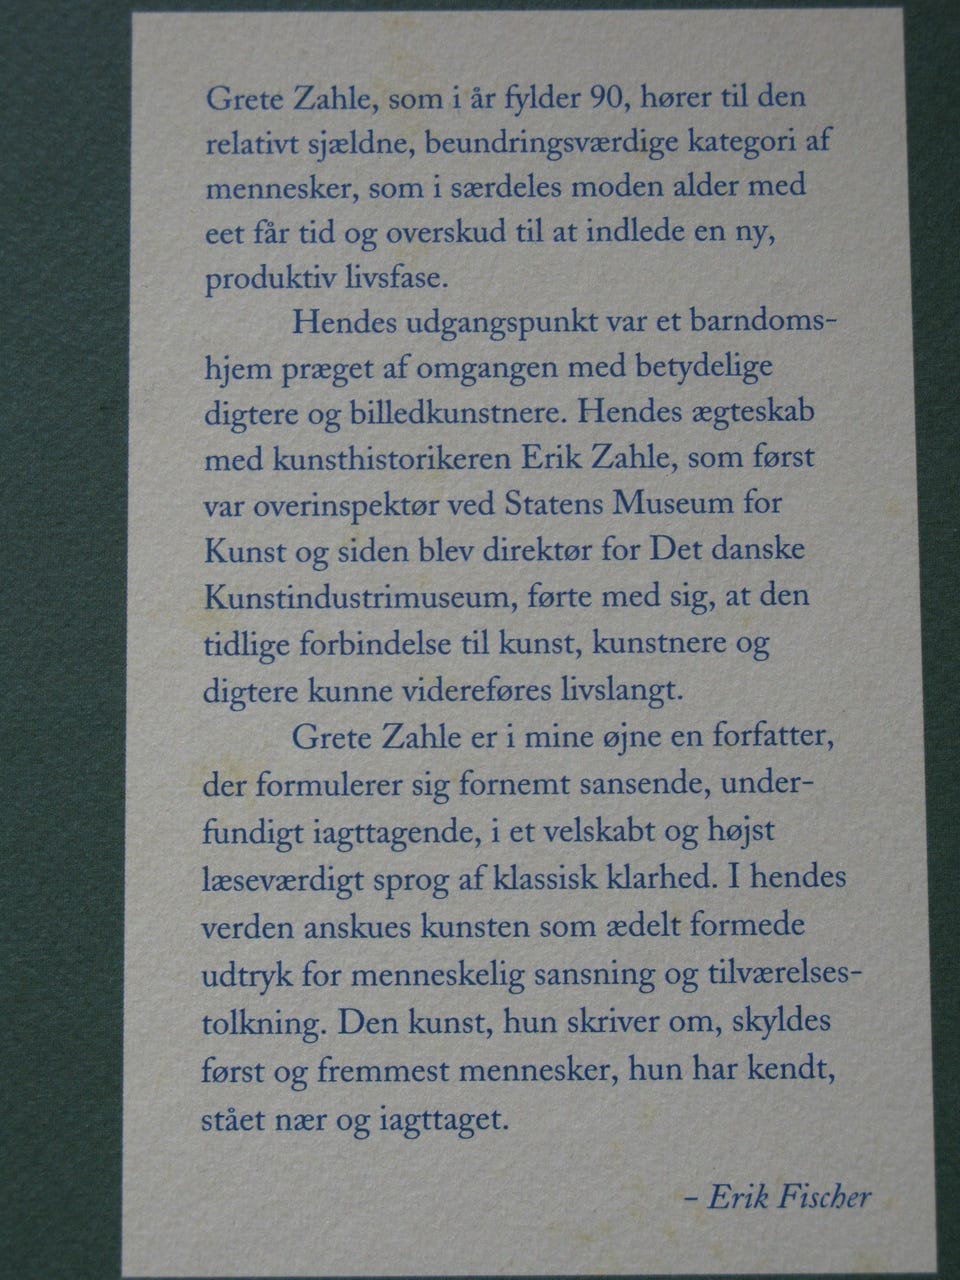 Grete Zahle, som i år fylder 90, hører til den
relativt sjældne, beundringsværdige kategori af
mennesker, som i særdeles moden alder med
eet får tid og overskud til at indlede en ny,
produktiv livsfase.
Hendes udgangspunkt var et barndoms-
hjem præget af omgangen med betydelige
digtere og billedkunstnere. Hendes ægteskab
med kunsthistorikeren Erik Zahle, som først
var overinspektør ved Statens Museum for
Kunst og siden blev direktør for Det danske
Kunstindustrimuseum, førte med sig, at den
tidlige forbindelse til kunst, kunstnere og
digtere kunne videreføres livslangt.
Grete Zahle er i mine øjne en forfatter,
der formulerer sig fornemt sansende, under-
fundigt iagttagende, i et velskabt og højst
læseværdigt sprog af klassisk klarhed. I hendes
verden anskues kunsten som ædelt formede
udtryk for menneskelig sansning og tilværelses-
tolkning. Den kunst, hun skriver om, skyldes
først og fremmest mennesker, hun har kendt,
stået nær og iagttaget.
– Erik Fischer